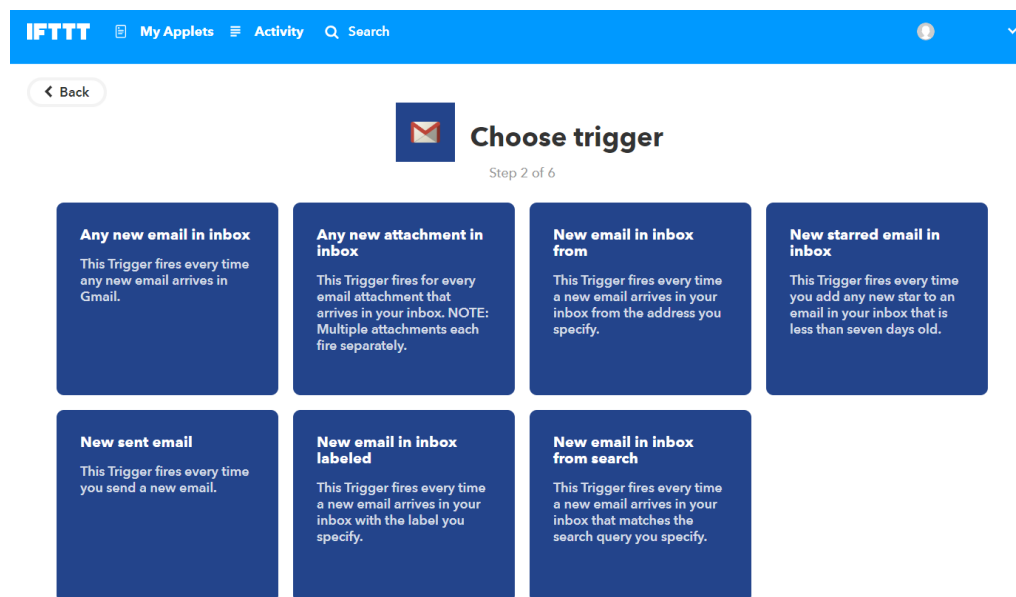 IFTTT My Applets Activity Search
Back
Choose trigger
Step 2 of 6
Any new email in inbox
This Trigger fires every time
any new email arrives in
Gmail.
Any new attachment in
inbox
This Trigger fires for every
email attachment that
arrives in your inbox. NOTE:
Multiple attachments each
fire separately.
New email in inbox
from
This Trigger fires every time
a new email arrives in your
inbox from the address you
specify.
New starred email in
inbox
This Trigger fires every time
you add any new star to an
email in your inbox that is
less than seven days old.
New sent email
This Trigger fires every time
you send a new email.
New email in inbox
labeled
This Trigger fires every time
a new email arrives in your
inbox with the label you
specify.
New email in inbox
from search
This Trigger fires every time
a new email arrives in your
inbox that matches the
search query you specify.